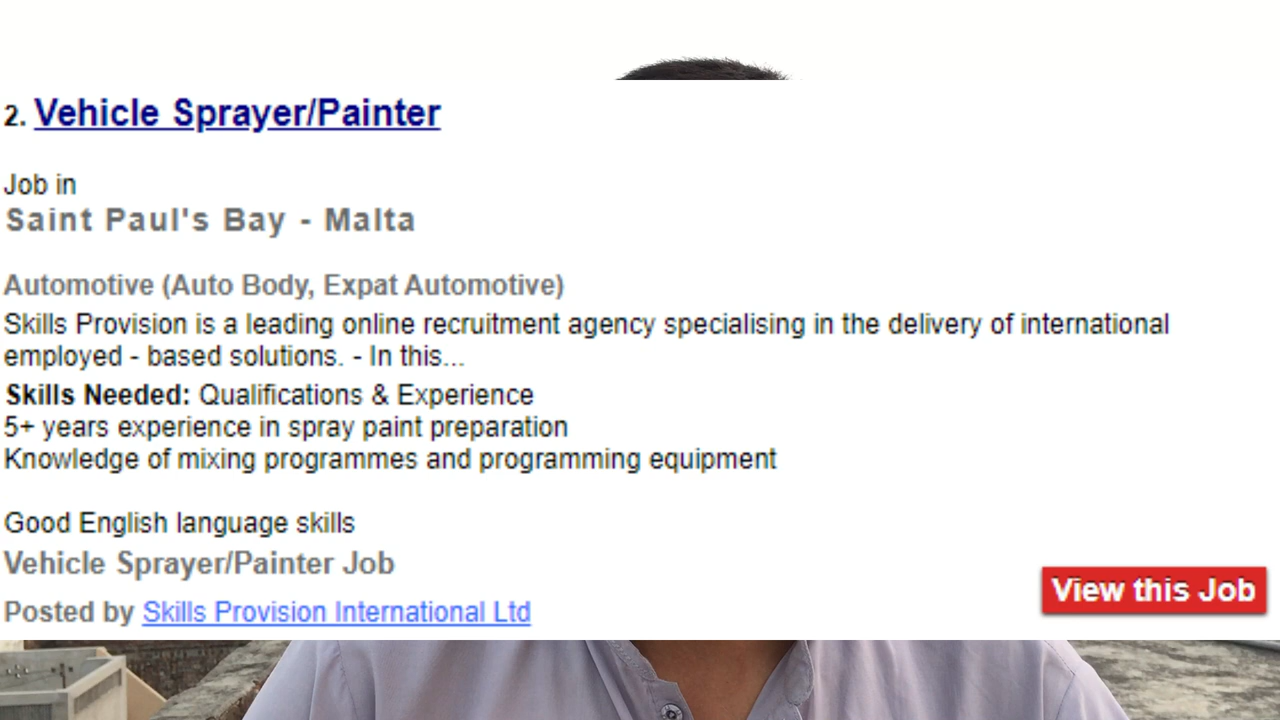 2. Vehicle Sprayer/Painter
Job in
Saint Paul's Bay - Malta
Automotive (Auto Body, Expat Automotive)
Skills Provision is a leading online recruitment agency specialising in the delivery of international
employed - based solutions. - In this...
Skills Needed: Qualifications & Experience
5+ years experience in spray paint preparation
Knowledge of mixing programmes and programming equipment
Good English language skills
Vehicle Sprayer/Painter Job
View this Job
Posted by Skills Provision International Ltd